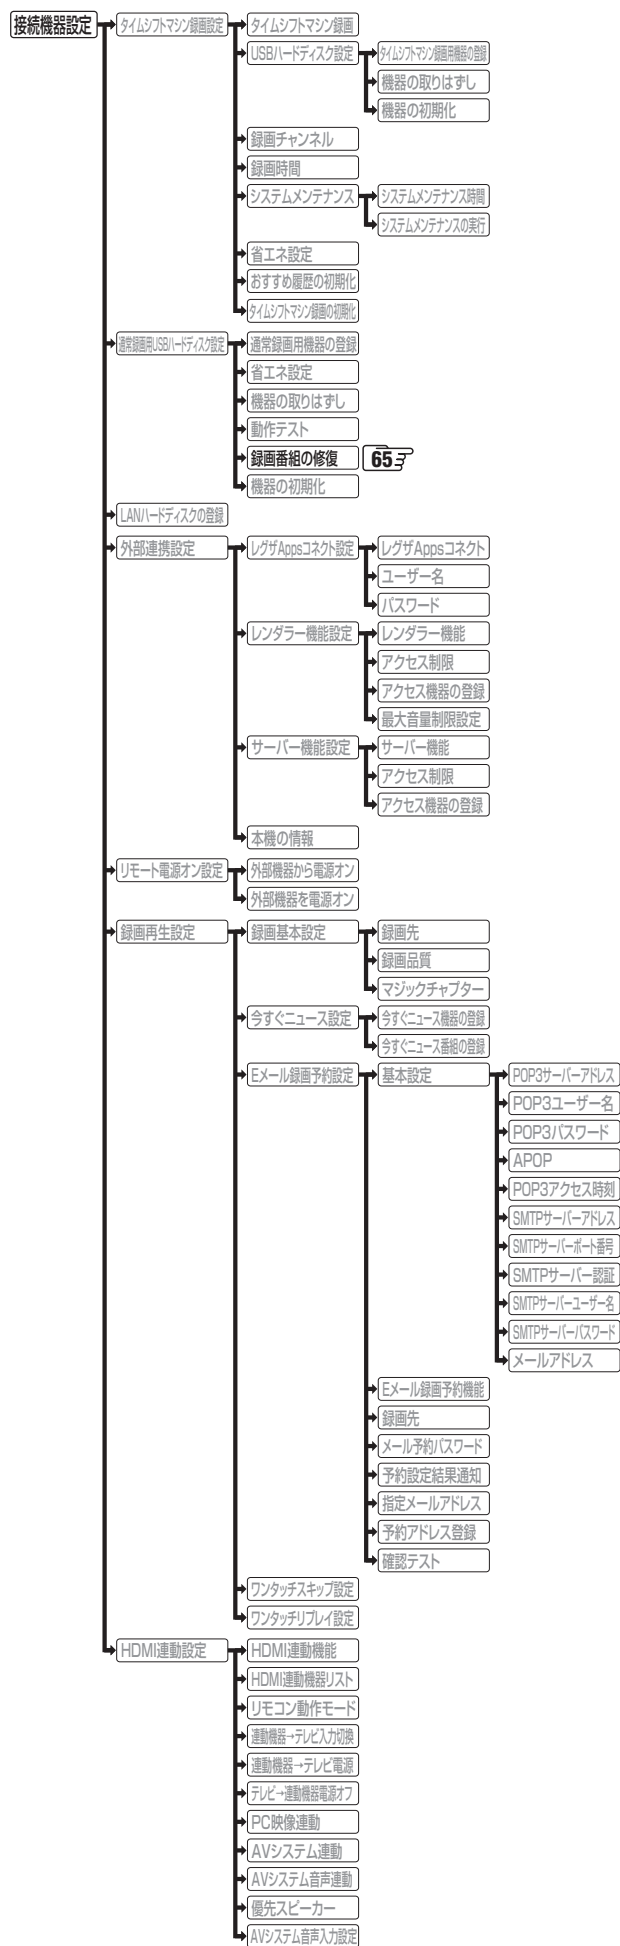 接続機器設定
タイムシフトマシン録画設定
タイムシフトマシン録画
USBハードディスク設定
タイムシフトマシン録画用機器の登録
機器の取りはずし
機器の初期化
録画チャンネル
録画時間
システムメンテナンス
システムメンテナンス時間
システムメンテナンスの実行
省エネ設定
おすすめ履歴の初期化
タイムシフトマシン録画の初期化
通常録画用USBハードディスク設定
通常録画用機器の登録
省エネ設定
機器の取りはずし
動作テスト
録画番組の修復 65
機器の初期化
LANハードディスクの登録
外部連携設定
レグザAppsコネクト設定
レグザAppsコネクト
ユーザー名
パスワード
レンダラー機能設定
レンダラー機能
アクセス制限
アクセス機器の登録
最大音量制限設定
サーバー機能設定
サーバー機能
アクセス制限
アクセス機器の登録
本機の情報
リモート電源オン設定
外部機器から電源オン
外部機器を電源オン
録画再生設定
録画基本設定
録画先
録画品質
マジックチャプター
今すぐニュース設定
今すぐニュース機器の登録
今すぐニュース番組の登録
Eメール録画予約設定
基本設定
POP3サーバーアドレス
POP3ユーザー名
POP3パスワード
APOP
POP3アクセス時刻
SMTPサーバーアドレス
SMTPサーバーポート番号
SMTPサーバー認証
SMTPサーバーユーザー名
SMTPサーバーパスワード
メールアドレス
Eメール録画予約機能
録画先
メール予約パスワード
予約設定結果通知
指定メールアドレス
予約アドレス登録
確認テスト
ワンタッチスキップ設定
ワンタッチリプレイ設定
HDMI連動設定
HDMI連動機能
HDMI連動機器リスト
リモコン動作モード
連動機器→テレビ入力切換
連動機器→テレビ電源
テレビ→連動機器電源オフ
PC映像連動
AVシステム連動
AVシステム音声連動
優先スピーカー
AVシステム音声入力設定